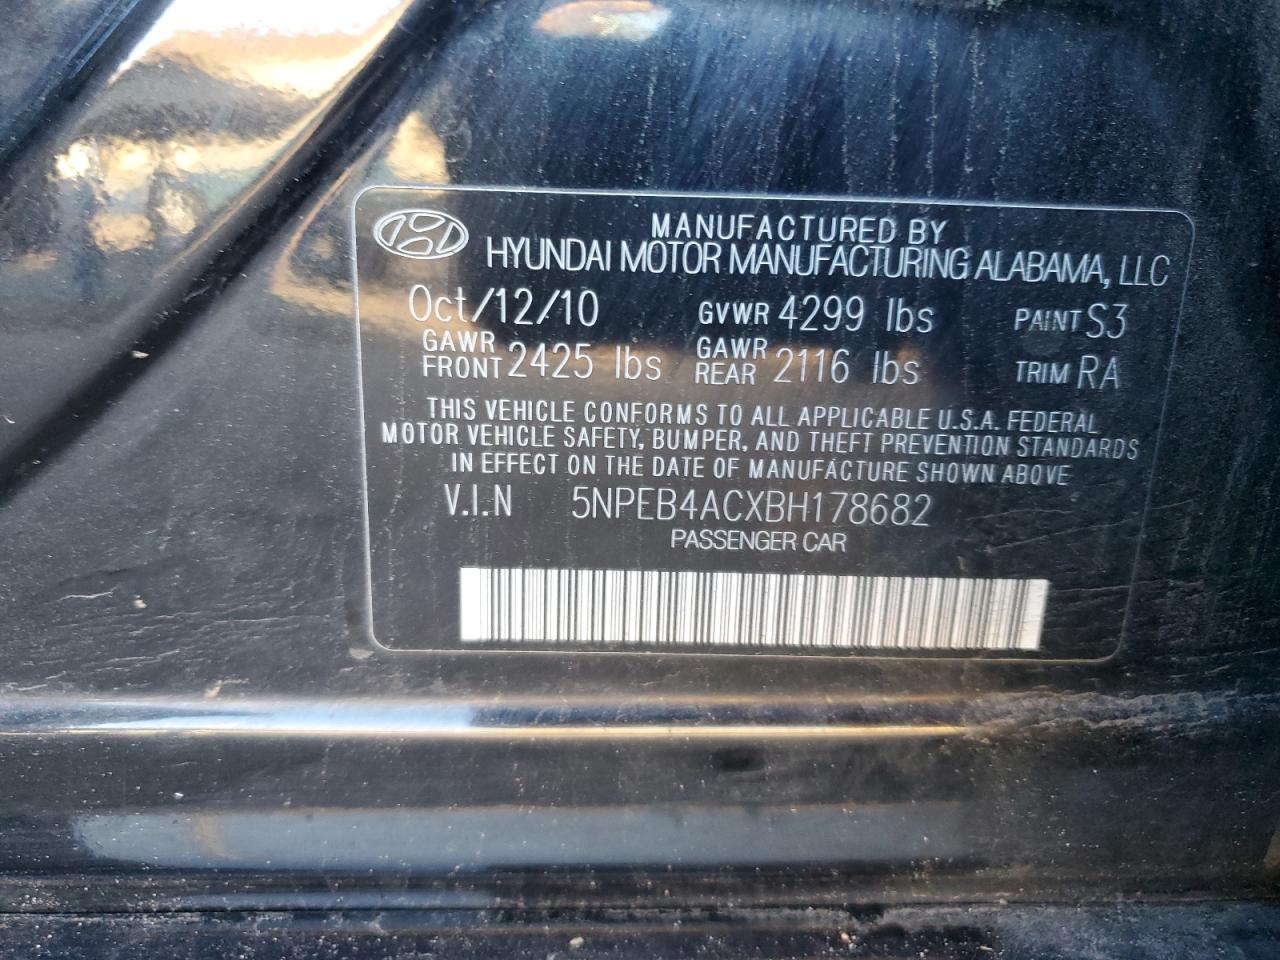 MANUFACTURED BY
HYUNDAI MOTOR MANUFACTURING ALABAMA, LLC
Oct/12/10 GVWR 4299 lbs PAINT S3
GAWR FRONT 2425 lbs GAWR REAR 2116 lbs TRIM RA
THIS VEHICLE CONFORMS TO ALL APPLICABLE U.S.A. FEDERAL
MOTOR VEHICLE SAFETY, BUMPER, AND THEFT PREVENTION STANDARDS
IN EFFECT ON THE DATE OF MANUFACTURE SHOWN ABOVE
V.I.N 5NPEB4ACXBH178682
PASSENGER CAR